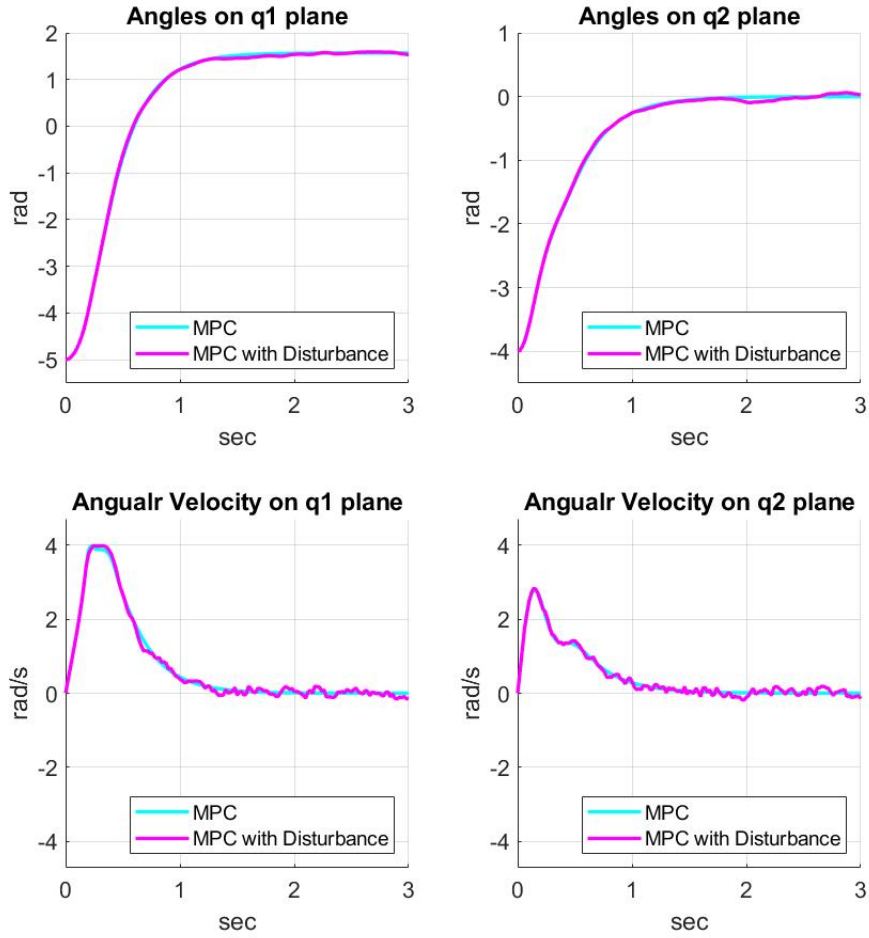 Angles on q1 plane
2
1
0
-1
-2
-3
-4
-5
rad
0
1
2
3
sec
MPC
MPC with Disturbance
Angles on q2 plane
1
0
-1
-2
-3
-4
rad
0
1
2
3
sec
MPC
MPC with Disturbance
Angualr Velocity on q1 plane
4
2
0
-2
-4
rad/s
0
1
2
3
sec
MPC
MPC with Disturbance
Angualr Velocity on q2 plane
4
2
0
-2
-4
rad/s
0
1
2
3
sec
MPC
MPC with Disturbance